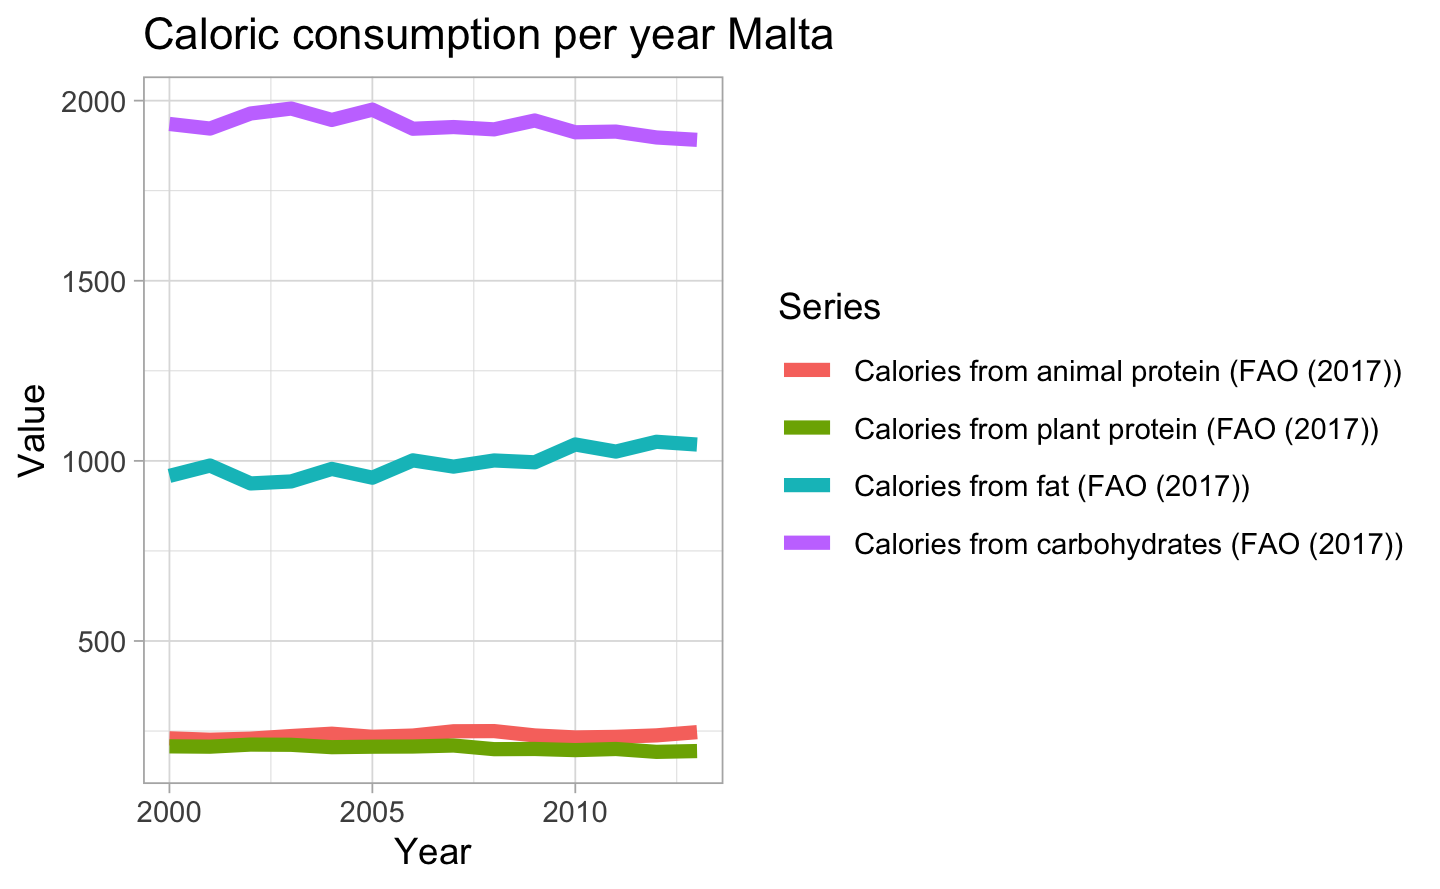 Caloric consumption per year Malta
2000
1500
1000
500
Value
2000 2005 2010
Year
Series
Calories from animal protein (FAO (2017))
Calories from plant protein (FAO (2017))
Calories from fat (FAO (2017))
Calories from carbohydrates (FAO (2017))